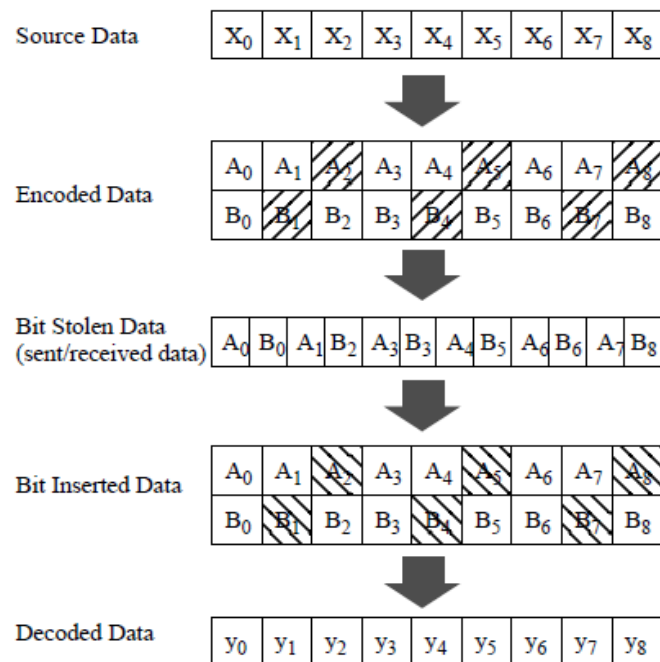 Source Data X0 X1 X2 X3 X4 X5 X6 X7 X8
A0 A1 A2 A3 A4 A5 A6 A7 A8
Encoded Data
B0 B1 B2 B3 B4 B5 B6 B7 B8
Bit Stolen Data
(sent/received data) A0 B0 A1 B2 A3 B3 A4 B5 A6 B6 A7 B8
A0 A1 A2 A3 A4 A5 A6 A7 A8
Bit Inserted Data
B0 B1 B2 B3 B4 B5 B6 B7 B8
Decoded Data y0 y1 y2 y3 y4 y5 y6 y7 y8